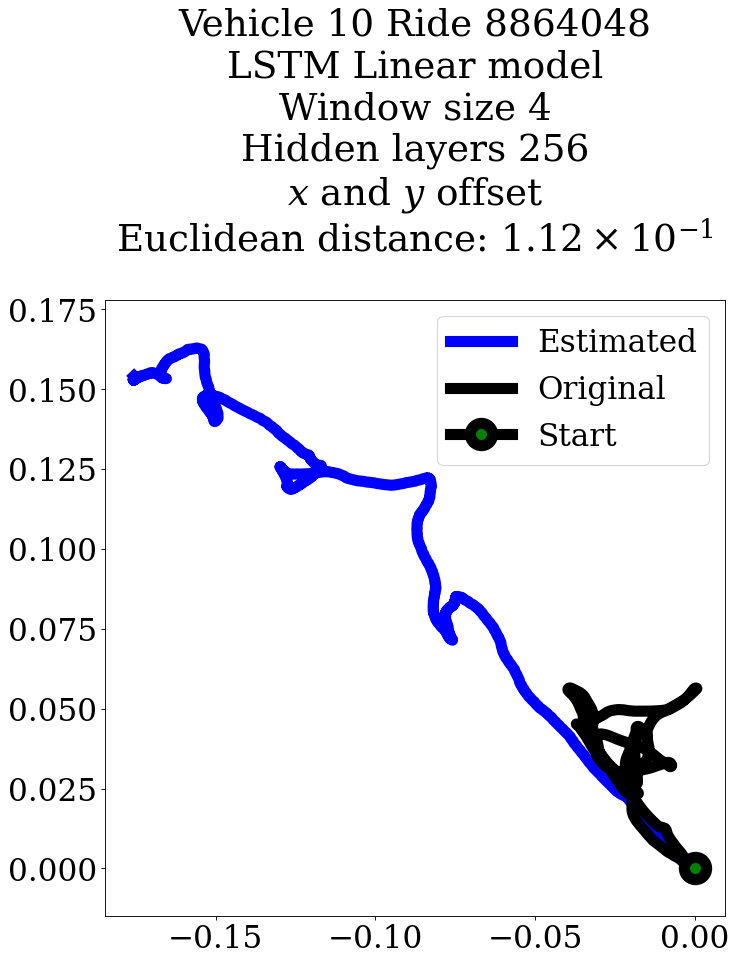 Vehicle 10 Ride 8864048
LSTM Linear model
Window size 4
Hidden layers 256
x and y offset
Euclidean distance: 1.12 × 10⁻¹
0.175
0.150
0.125
0.100
0.075
0.050
0.025
0.000
Estimated
Original
Start
−0.15 −0.10 −0.05 0.00